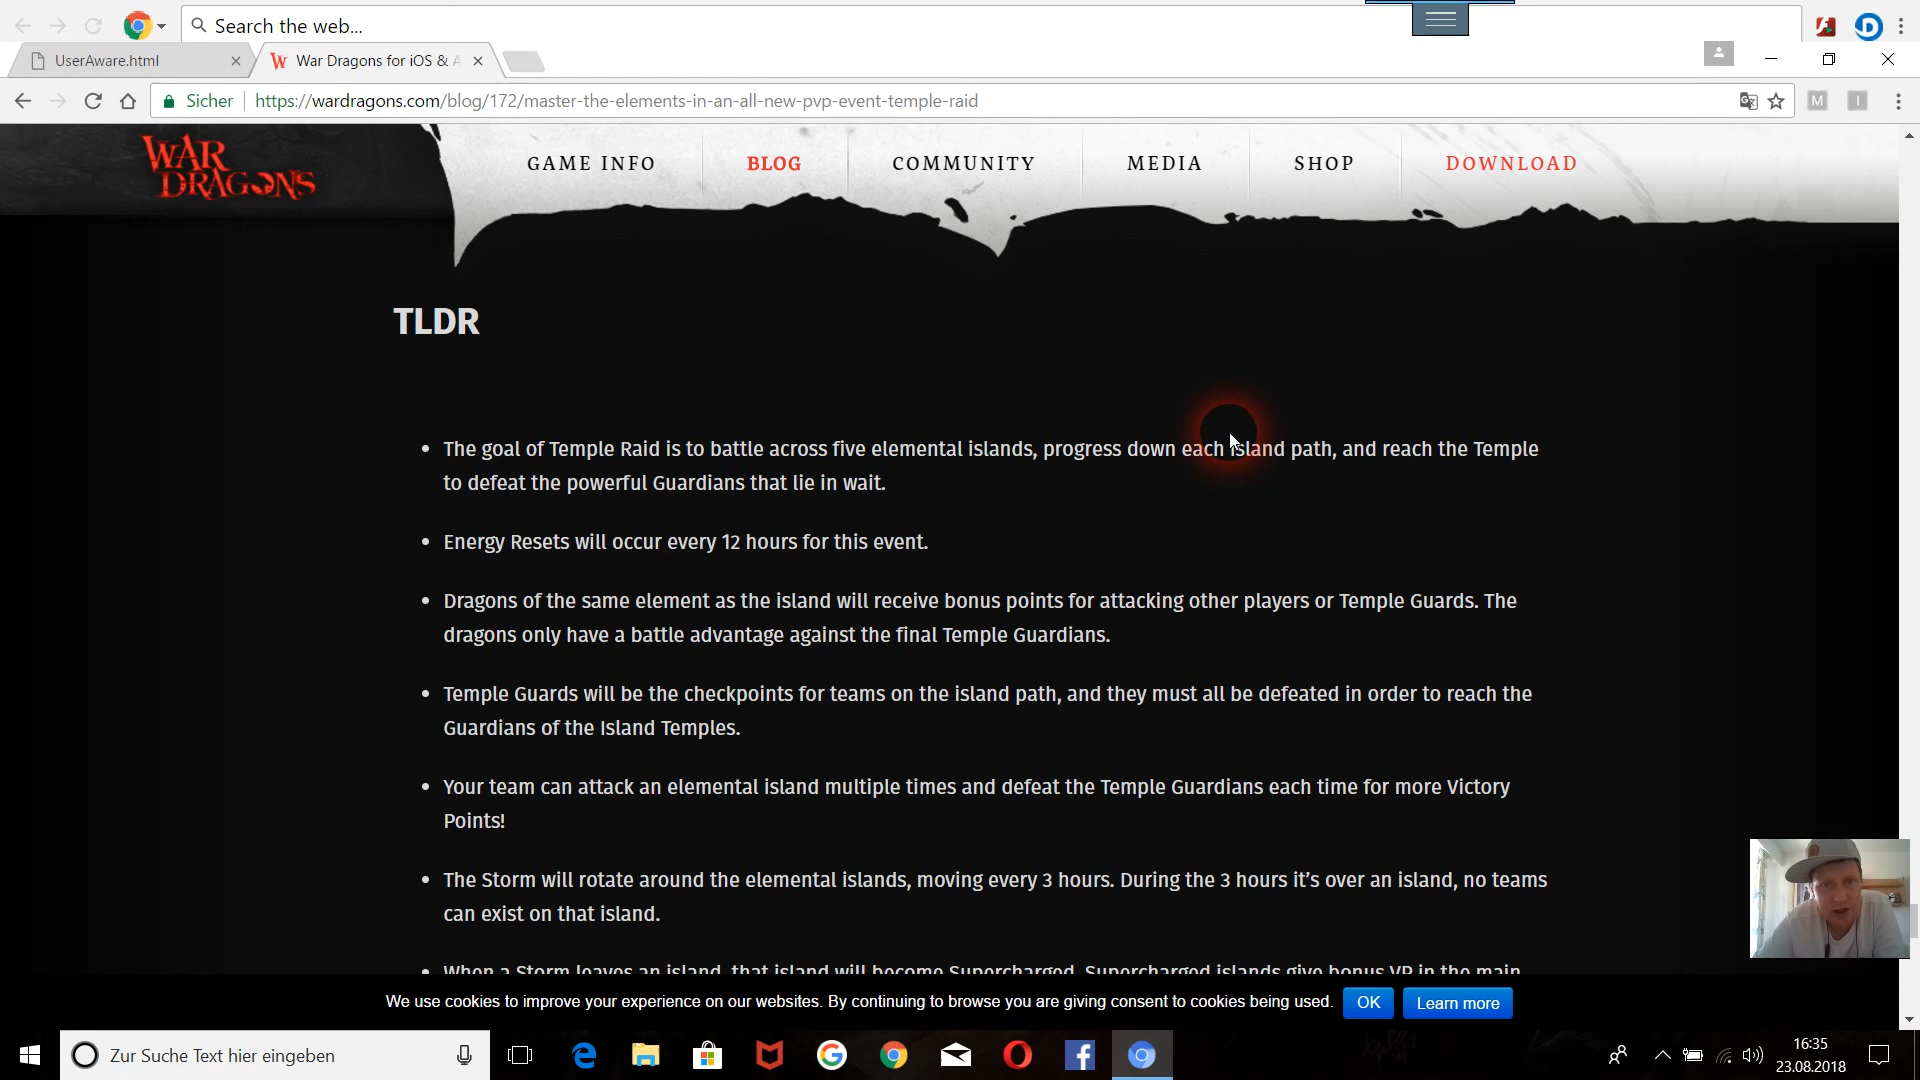 Search the web...
UserAware.html
War Dragons for iOS & A
Sicher
https://wardragons.com/blog/172/master-the-elements-in-an-all-new-pvp-event-temple-raid
M
I
WAR
DRAGONS
GAME INFO
BLOG
COMMUNITY
MEDIA
SHOP
DOWNLOAD
TLDR
• The goal of Temple Raid is to battle across five elemental islands, progress down each island path, and reach the Temple
to defeat the powerful Guardians that lie in wait.
• Energy Resets will occur every 12 hours for this event.
• Dragons of the same element as the island will receive bonus points for attacking other players or Temple Guards. The
dragons only have a battle advantage against the final Temple Guardians.
• Temple Guards will be the checkpoints for teams on the island path, and they must all be defeated in order to reach the
Guardians of the Island Temples.
• Your team can attack an elemental island multiple times and defeat the Temple Guardians each time for more Victory
Points!
• The Storm will rotate around the elemental islands, moving every 3 hours. During the 3 hours it’s over an island, no teams
can exist on that island.
• When a Storm leaves an island, that island will become Supercharged. Supercharged islands give bonus VP in the main
We use cookies to improve your experience on our websites. By continuing to browse you are giving consent to cookies being used.
OK
Learn more
Zur Suche Text hier eingeben
16:35
23.08.2018